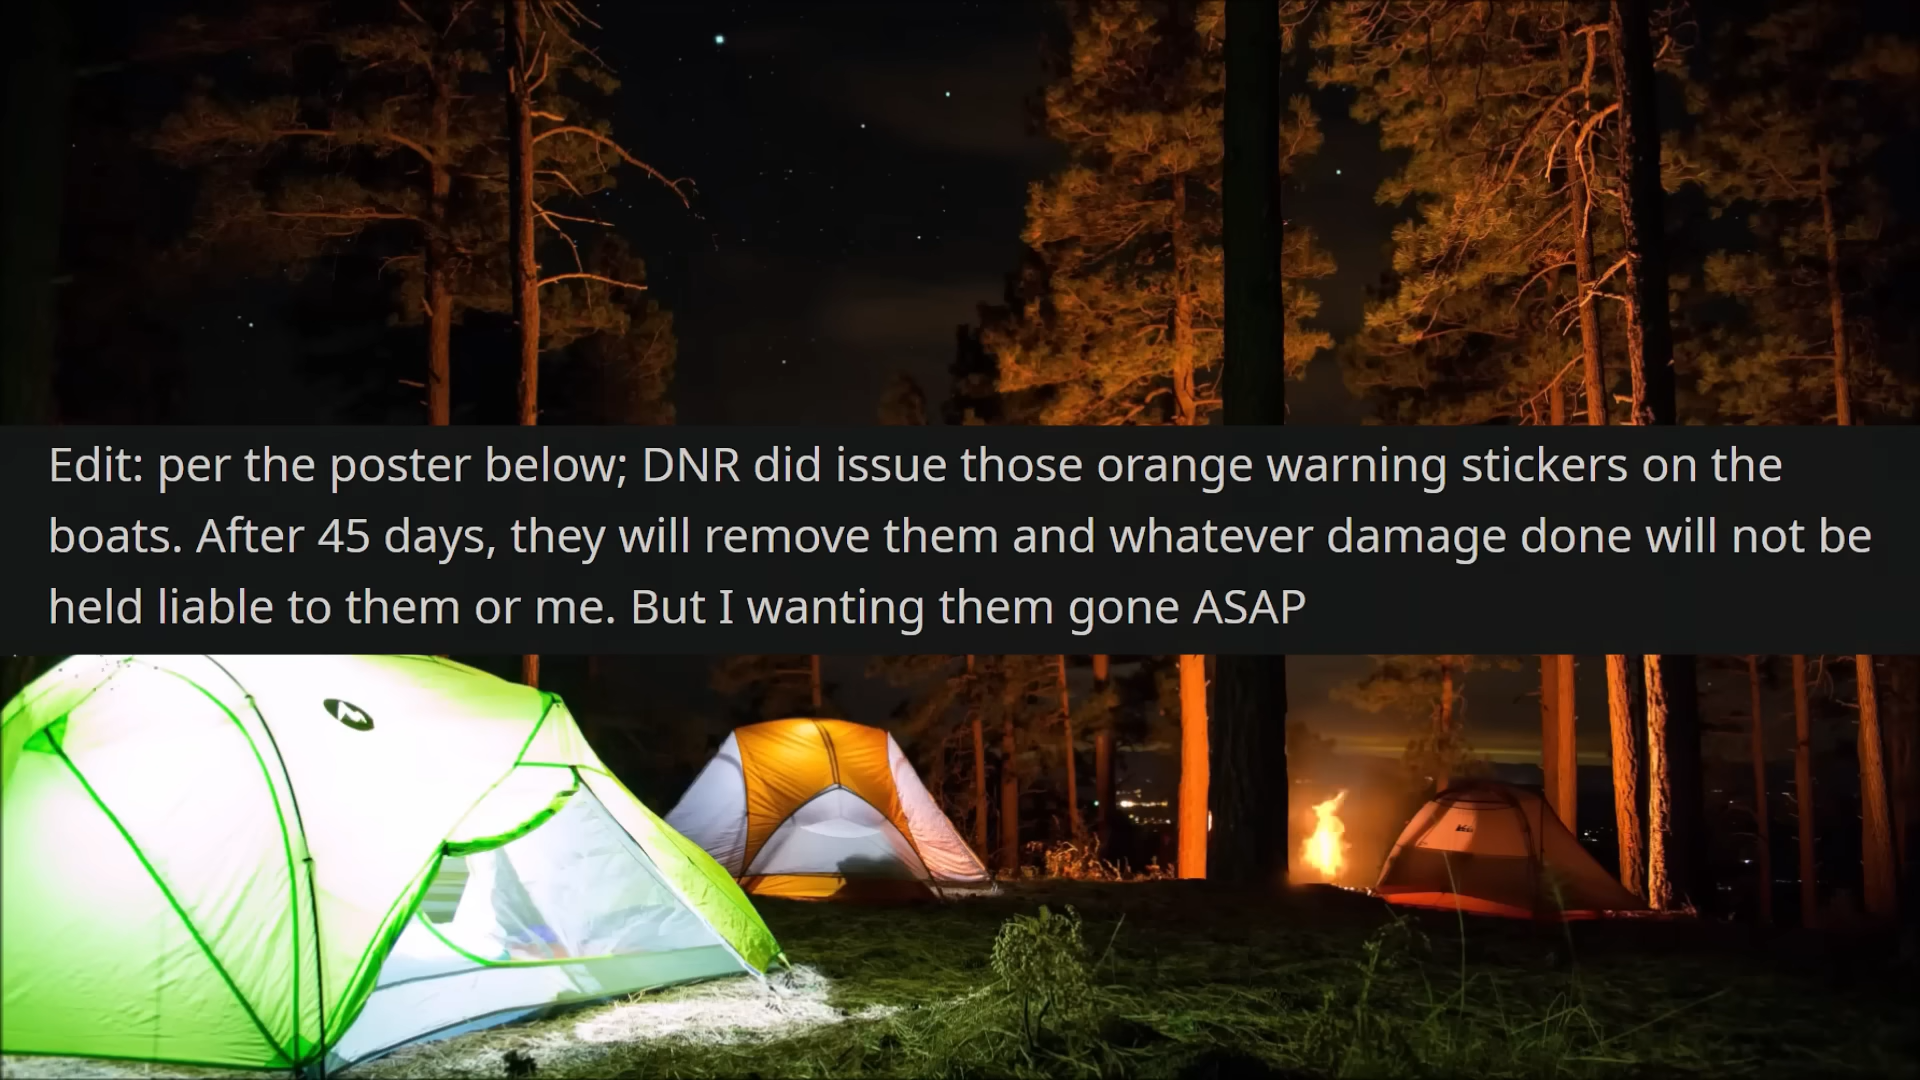 Edit: per the poster below; DNR did issue those orange warning stickers on the
boats. After 45 days, they will remove them and whatever damage done will not be
held liable to them or me. But I wanting them gone ASAP